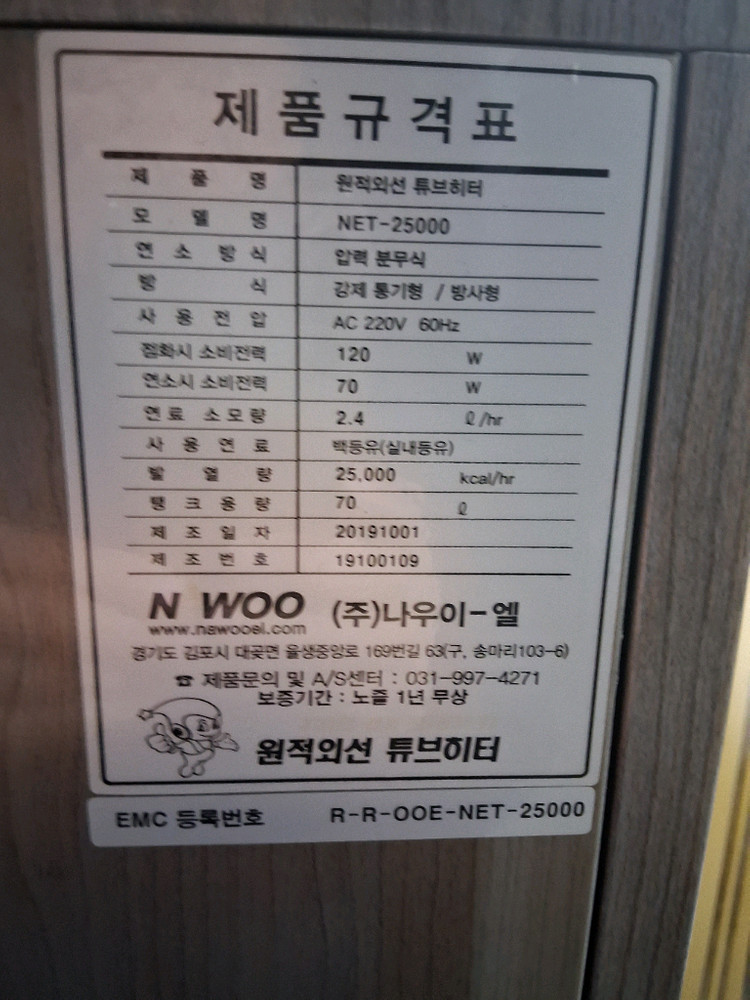 제품규격표
제품명 원적외선 튜브히터
모델명 NET-25000
연소방식 압력 분무식
방식 강제 통기형 / 방사형
사용전압 AC 220V 60Hz
점화시 소비전력 120 W
연소시 소비전력 70 W
연료 소모량 2.4 ℓ/hr
사용연료 백등유(실내등유)
발열량 25,000 kcal/hr
탱크용량 70 ℓ
제조일자 20191001
제조번호 19100109
N WOO (주)나우이-엘
www.nawooel.com
경기도 김포시 대곶면 율생중앙로 169번길 63(구, 송마리103-6)
☎ 제품문의 및 A/S센터 : 031-997-4271
보증기간 : 노즐 1년 무상
원적외선 튜브히터
EMC 등록번호 R-R-OOE-NET-25000